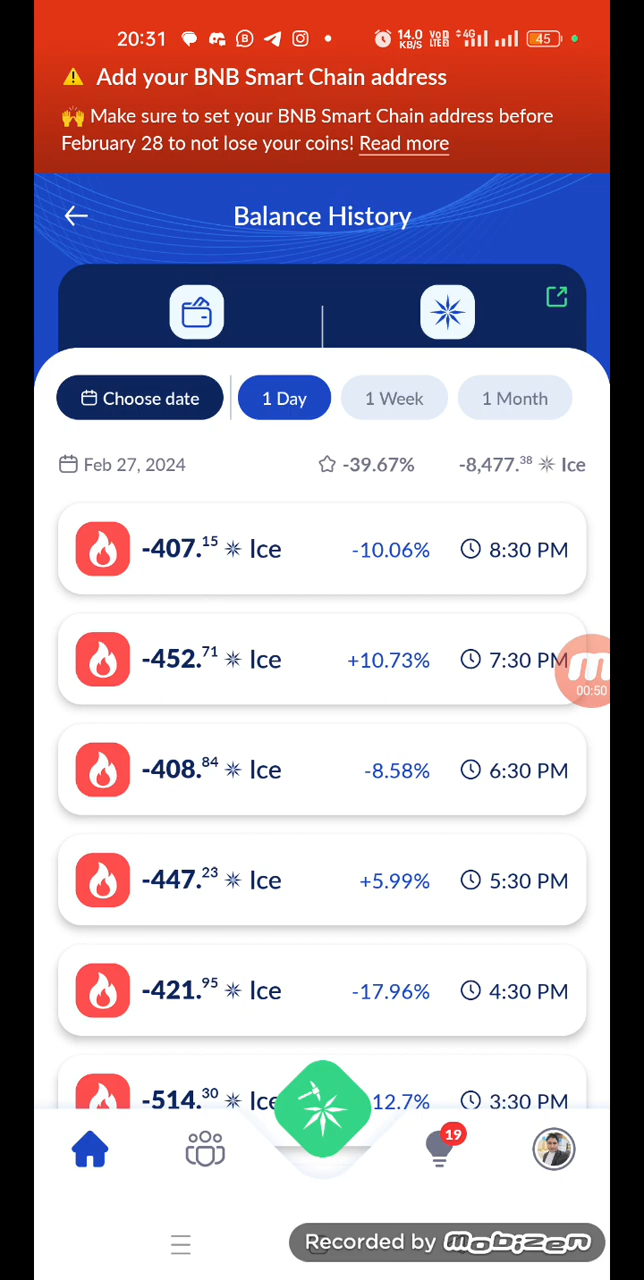 20:31 14.0 KB/S Vo LTE 4G 45
Add your BNB Smart Chain address
🙌 Make sure to set your BNB Smart Chain address before
February 28 to not lose your coins! Read more
Balance History
Choose date 1 Day 1 Week 1 Month
Feb 27, 2024 -39.67% -8,477.38 Ice
-407.15 Ice -10.06% 8:30 PM
-452.71 Ice +10.73% 7:30 PM
00:50
-408.84 Ice -8.58% 6:30 PM
-447.23 Ice +5.99% 5:30 PM
-421.95 Ice -17.96% 4:30 PM
-514.30 Ice 12.7% 3:30 PM
19
Recorded by mobizen